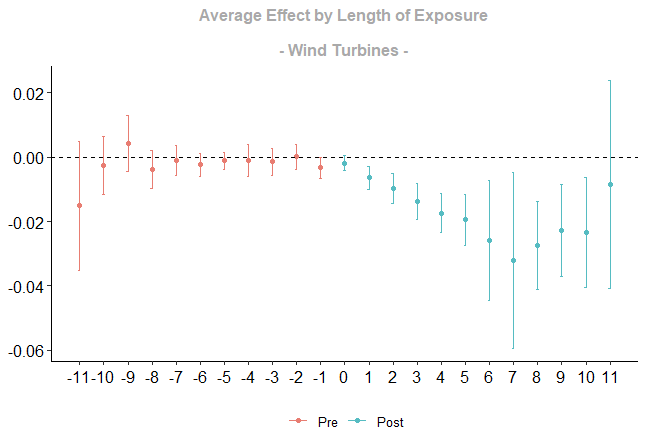 Average Effect by Length of Exposure
- Wind Turbines -
0.02
0.00
-0.02
-0.04
-0.06
-11 -10 -9 -8 -7 -6 -5 -4 -3 -2 -1 0 1 2 3 4 5 6 7 8 9 10 11
Pre Post